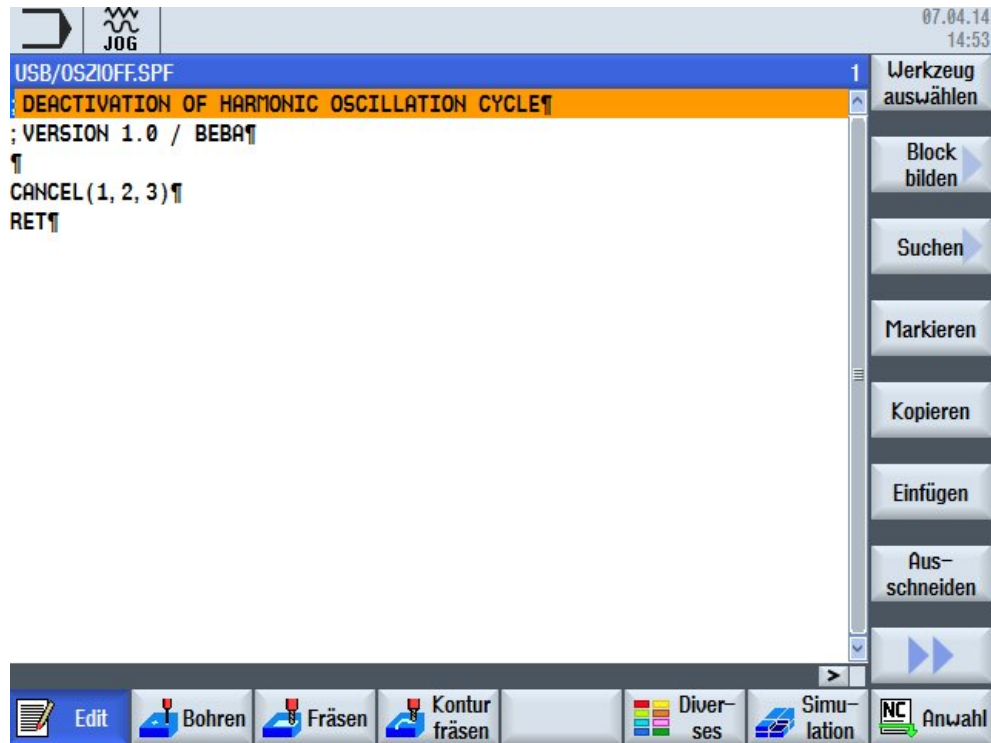 JOG
07.04.14
14:53
USB/OSZIOFF.SPF 1
; DEACTIVATION OF HARMONIC OSCILLATION CYCLE¶
; VERSION 1.0 / BEBA¶
¶
CANCEL(1,2,3)¶
RET¶
Werkzeug
auswählen
Block
bilden
Suchen
Markieren
Kopieren
Einfügen
Aus-
schneiden
Edit
Bohren
Fräsen
Kontur
fräsen
Diver-
ses
Simu-
lation
NC
Anwahl